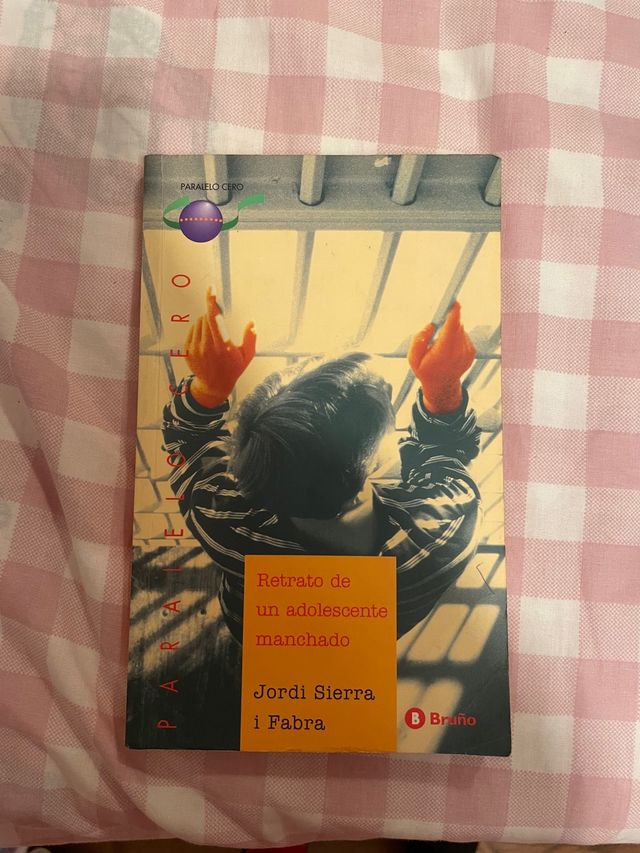 PARALELO CERO
PARALELO CERO
Retrato de
un adolescente
manchado
Jordi Sierra
i Fabra
B Bruño